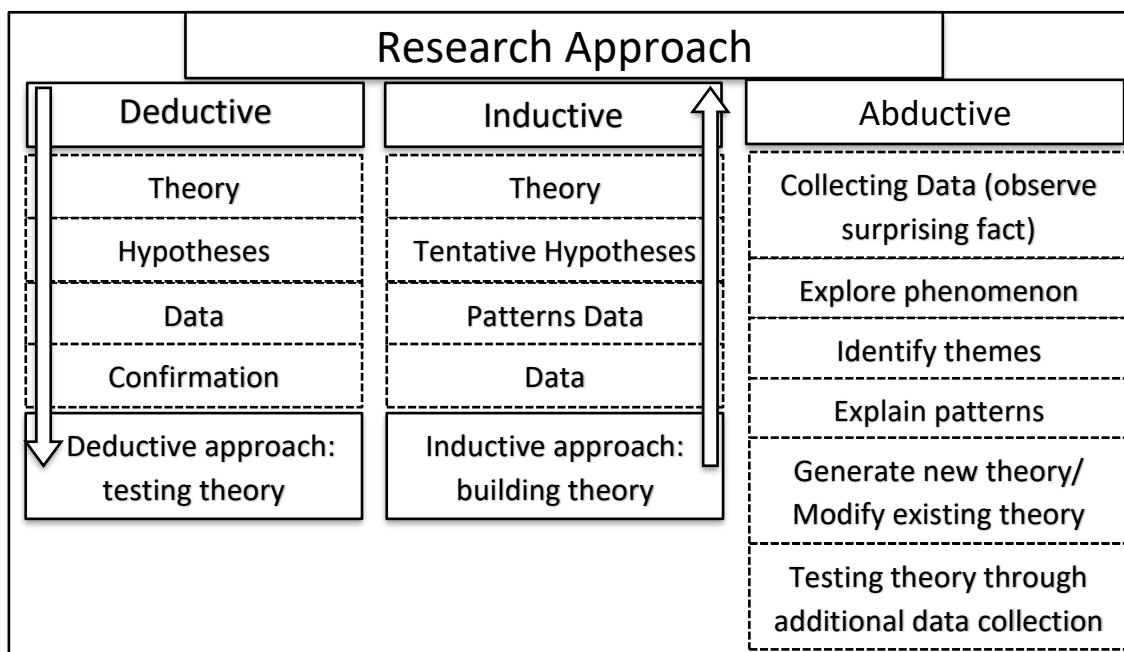 Research Approach
Deductive
Theory
Hypotheses
Data
Confirmation
Deductive approach:
testing theory
Inductive
Theory
Tentative Hypotheses
Patterns Data
Data
Inductive approach:
building theory
Abductive
Collecting Data (observe
surprising fact)
Explore phenomenon
Identify themes
Explain patterns
Generate new theory/
Modify existing theory
Testing theory through
additional data collection